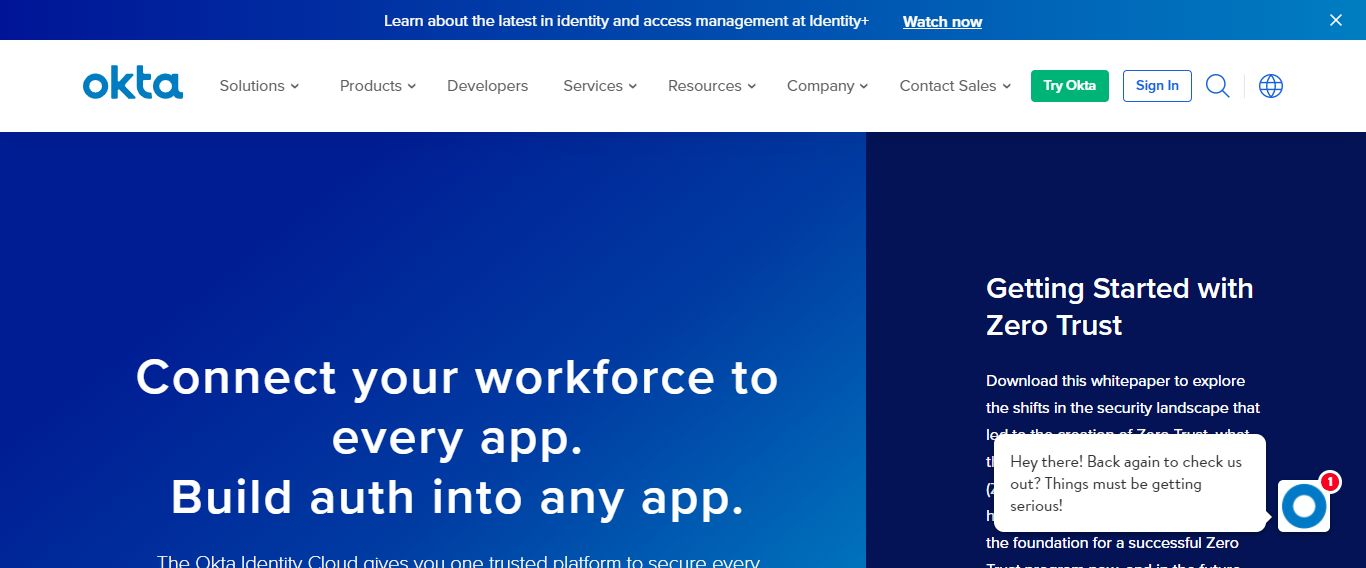 Learn about the latest in identity and access management at Identity+ Watch now
okta Solutions Products Developers Services Resources Company Contact Sales Try Okta Sign In
Connect your workforce to
every app.
Build auth into any app.
The Okta Identity Cloud gives you one trusted platform to secure every
Getting Started with
Zero Trust
Download this whitepaper to explore
the shifts in the security landscape that
led to the creation of Zero Trust, what
the foundation for a successful Zero
Trust program now, and in the future
Hey there! Back again to check us
out? Things must be getting
serious!
1